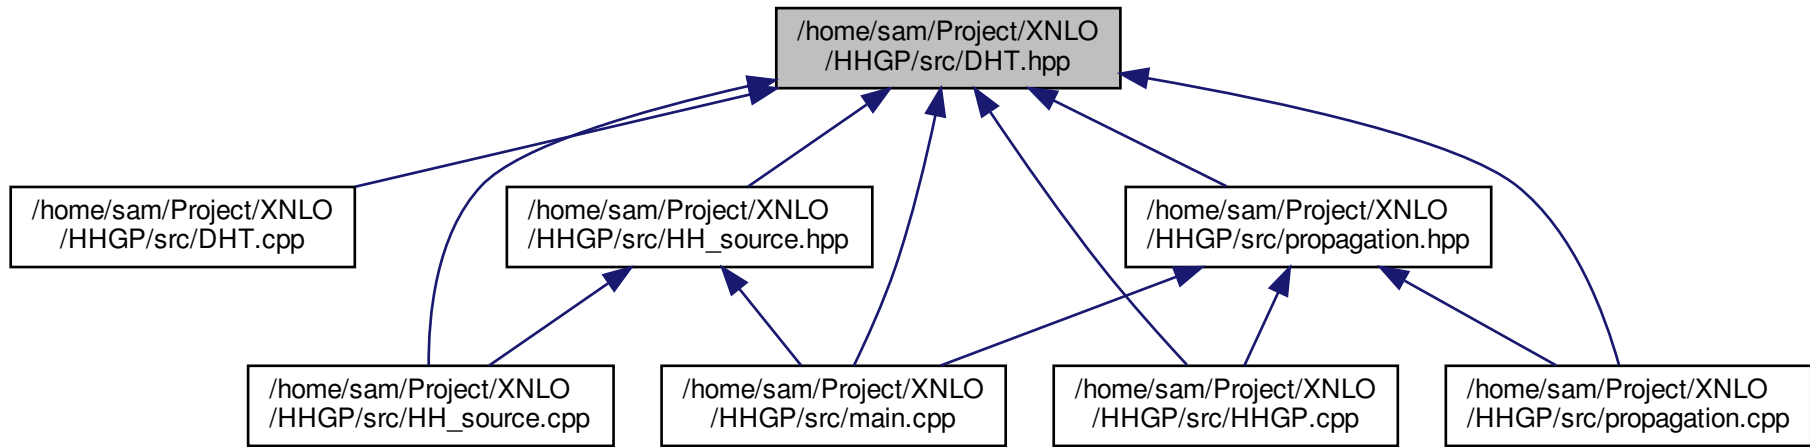 /home/sam/Project/XNLO
/HHGP/src/DHT.hpp
/home/sam/Project/XNLO
/HHGP/src/DHT.cpp
/home/sam/Project/XNLO
/HHGP/src/HH_source.hpp
/home/sam/Project/XNLO
/HHGP/src/propagation.hpp
/home/sam/Project/XNLO
/HHGP/src/HH_source.cpp
/home/sam/Project/XNLO
/HHGP/src/main.cpp
/home/sam/Project/XNLO
/HHGP/src/HHGP.cpp
/home/sam/Project/XNLO
/HHGP/src/propagation.cpp